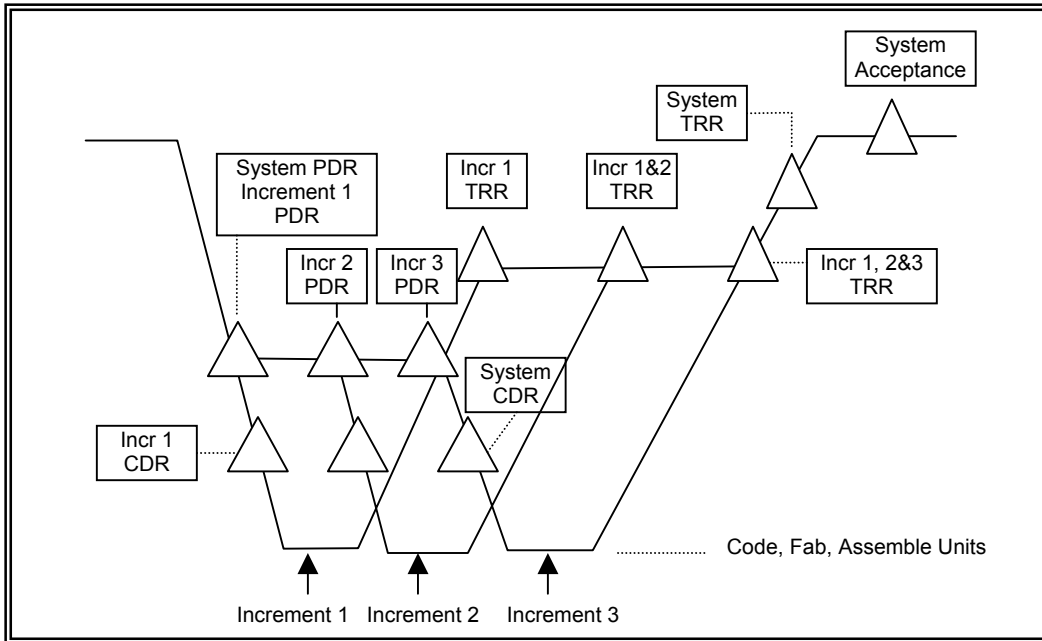 System
Acceptance
System
TRR
System PDR
Increment 1
PDR
Incr 1
TRR
Incr 1&2
TRR
Incr 2
PDR
Incr 3
PDR
Incr 1, 2&3
TRR
System
CDR
Incr 1
CDR
Code, Fab, Assemble Units
Increment 1
Increment 2
Increment 3